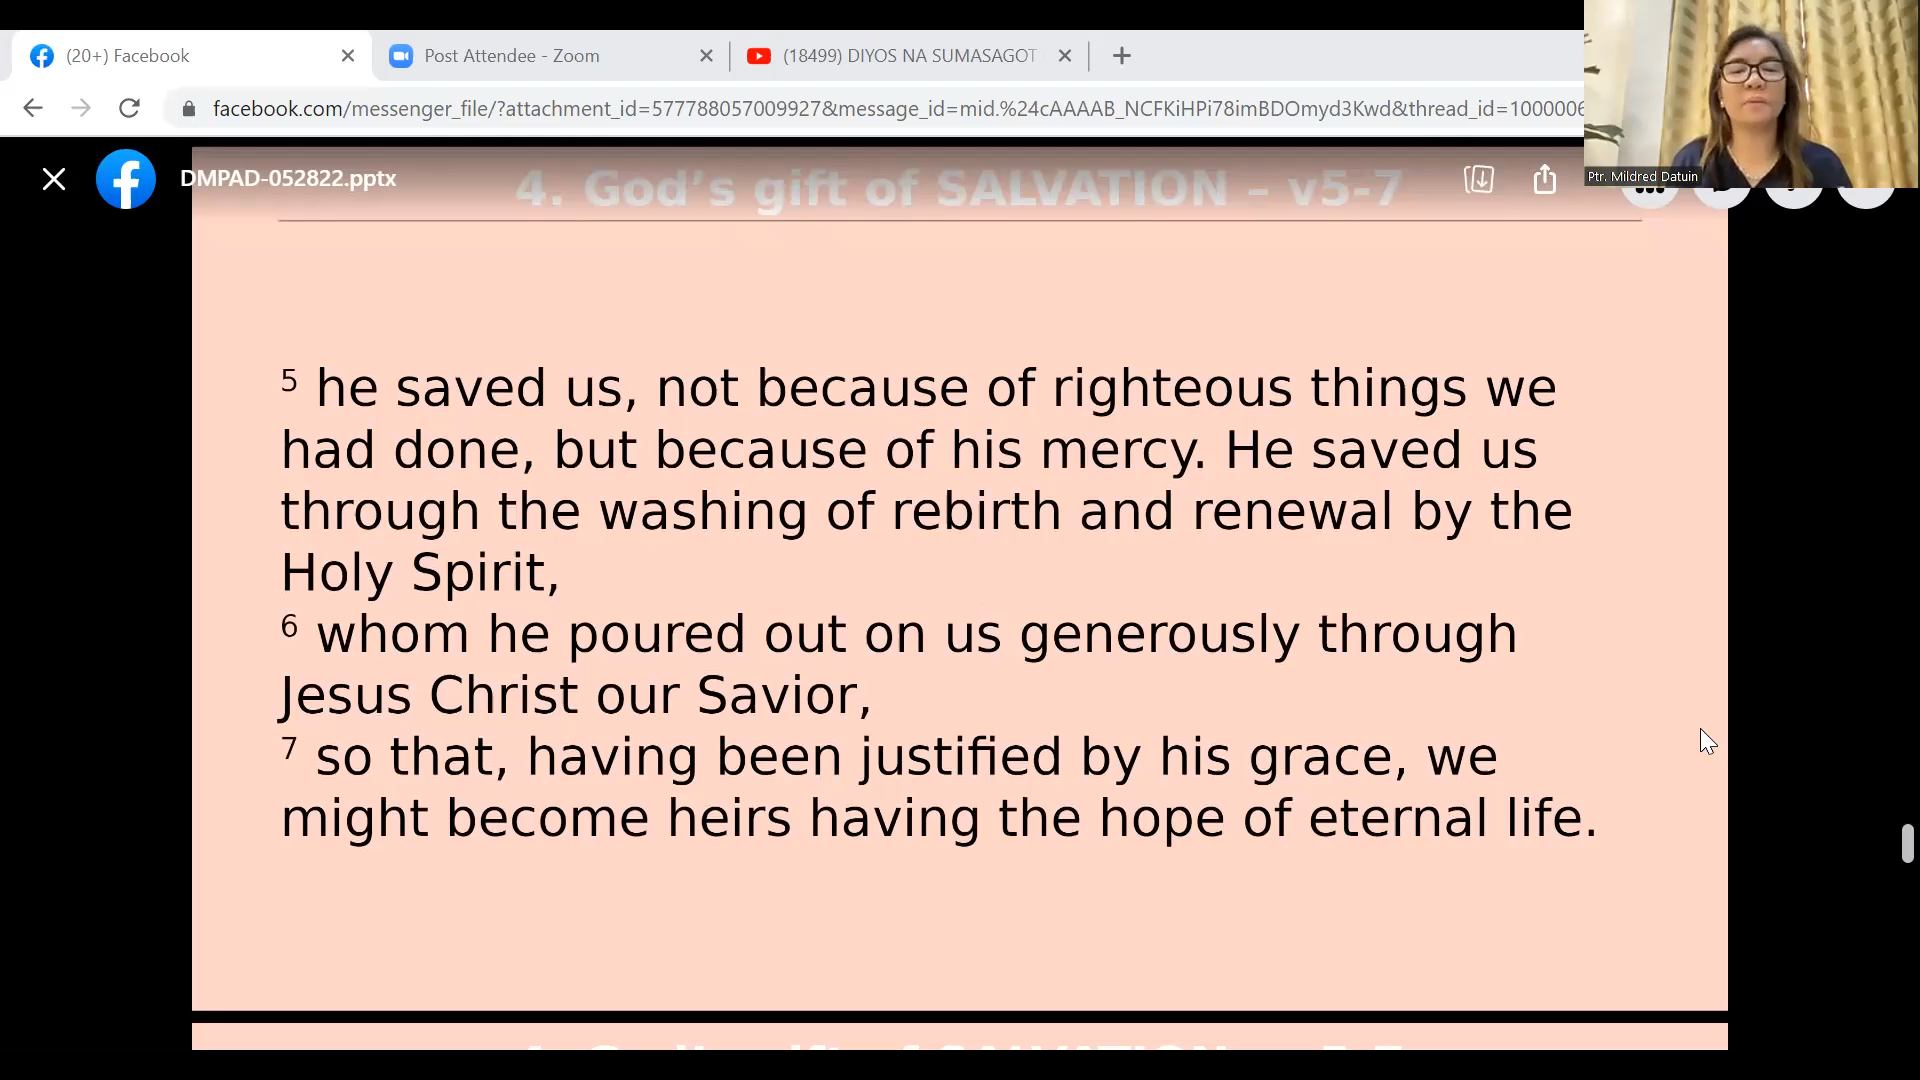 (20+) Facebook
Post Attendee - Zoom
(18499) DIYOS NA SUMASAGOT
facebook.com/messenger_file/?attachment_id=577788057009927&message_id=mid.%24cAAAAB_NCFKiHPi78imBDOmyd3Kwd&thread_id=1000006
Ptr. Mildred Datuin
DMPAD-052822.pptx
4. God’s gift of SALVATION – v5-7
5 he saved us, not because of righteous things we
had done, but because of his mercy. He saved us
through the washing of rebirth and renewal by the
Holy Spirit,
6 whom he poured out on us generously through
Jesus Christ our Savior,
7 so that, having been justified by his grace, we
might become heirs having the hope of eternal life.